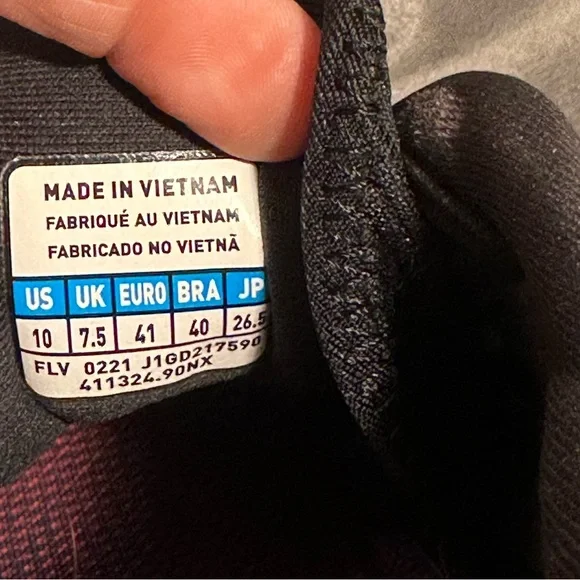 MADE IN VIETNAM
FABRIQUÉ AU VIETNAM
FABRICADO NO VIETNÃ
US UK EURO BRA JP
10 7.5 41 40 26.5
FLV 0221 J1GD217590
411324.90NX